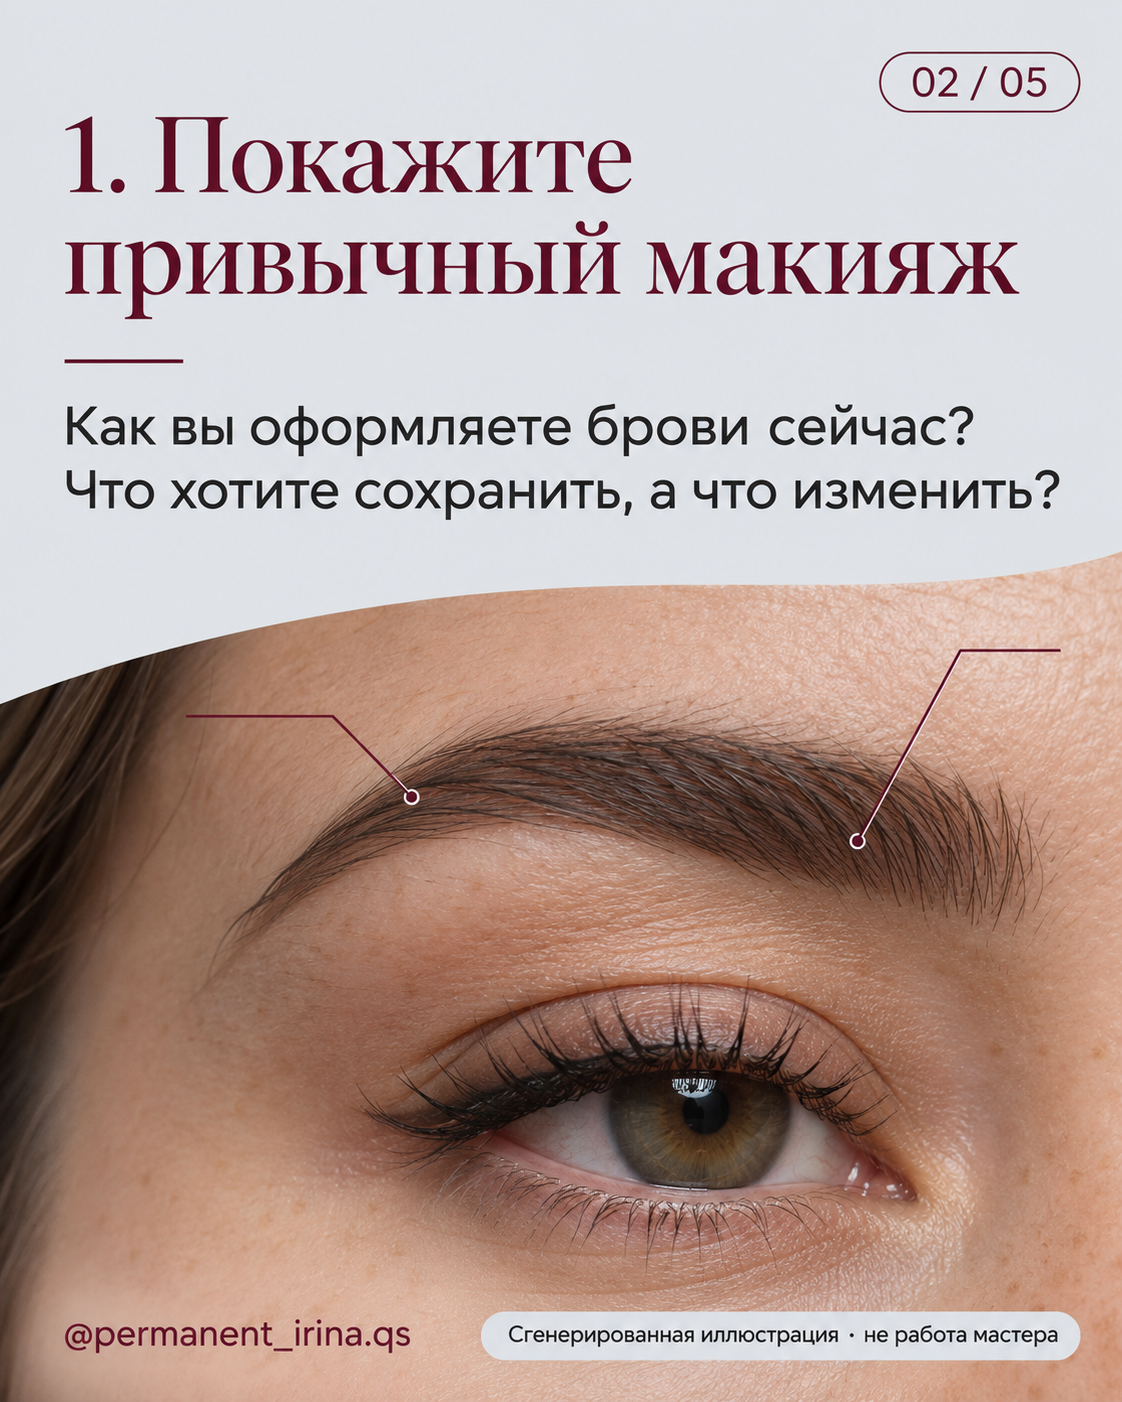 02 / 05
1. Покажите
привычный макияж
Как вы оформляете брови сейчас?
Что хотите сохранить, а что изменить?
@permanent_irina.qs
Сгенерированная иллюстрация · не работа мастера